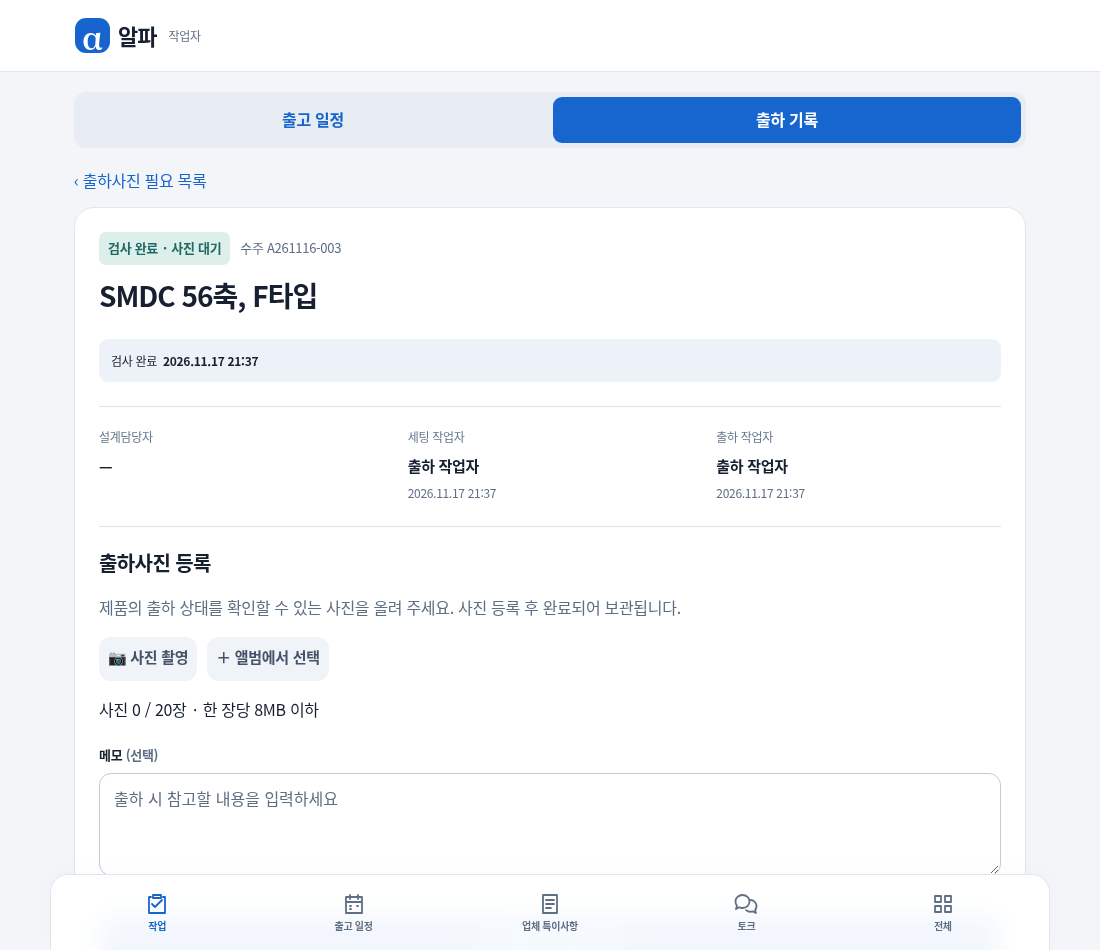 α 알파 작업자
출고 일정
출하 기록
‹ 출하사진 필요 목록
검사 완료 · 사진 대기 수주 A261116-003
SMDC 56축, F타입
검사 완료 2026.11.17 21:37
설계담당자
—
세팅 작업자
출하 작업자
2026.11.17 21:37
출하 작업자
출하 작업자
2026.11.17 21:37
출하사진 등록
제품의 출하 상태를 확인할 수 있는 사진을 올려 주세요. 사진 등록 후 완료되어 보관됩니다.
📷 사진 촬영
+ 앨범에서 선택
사진 0 / 20장 · 한 장당 8MB 이하
메모 (선택)
출하 시 참고할 내용을 입력하세요
작업
출고 일정
업체 특이사항
토크
전체